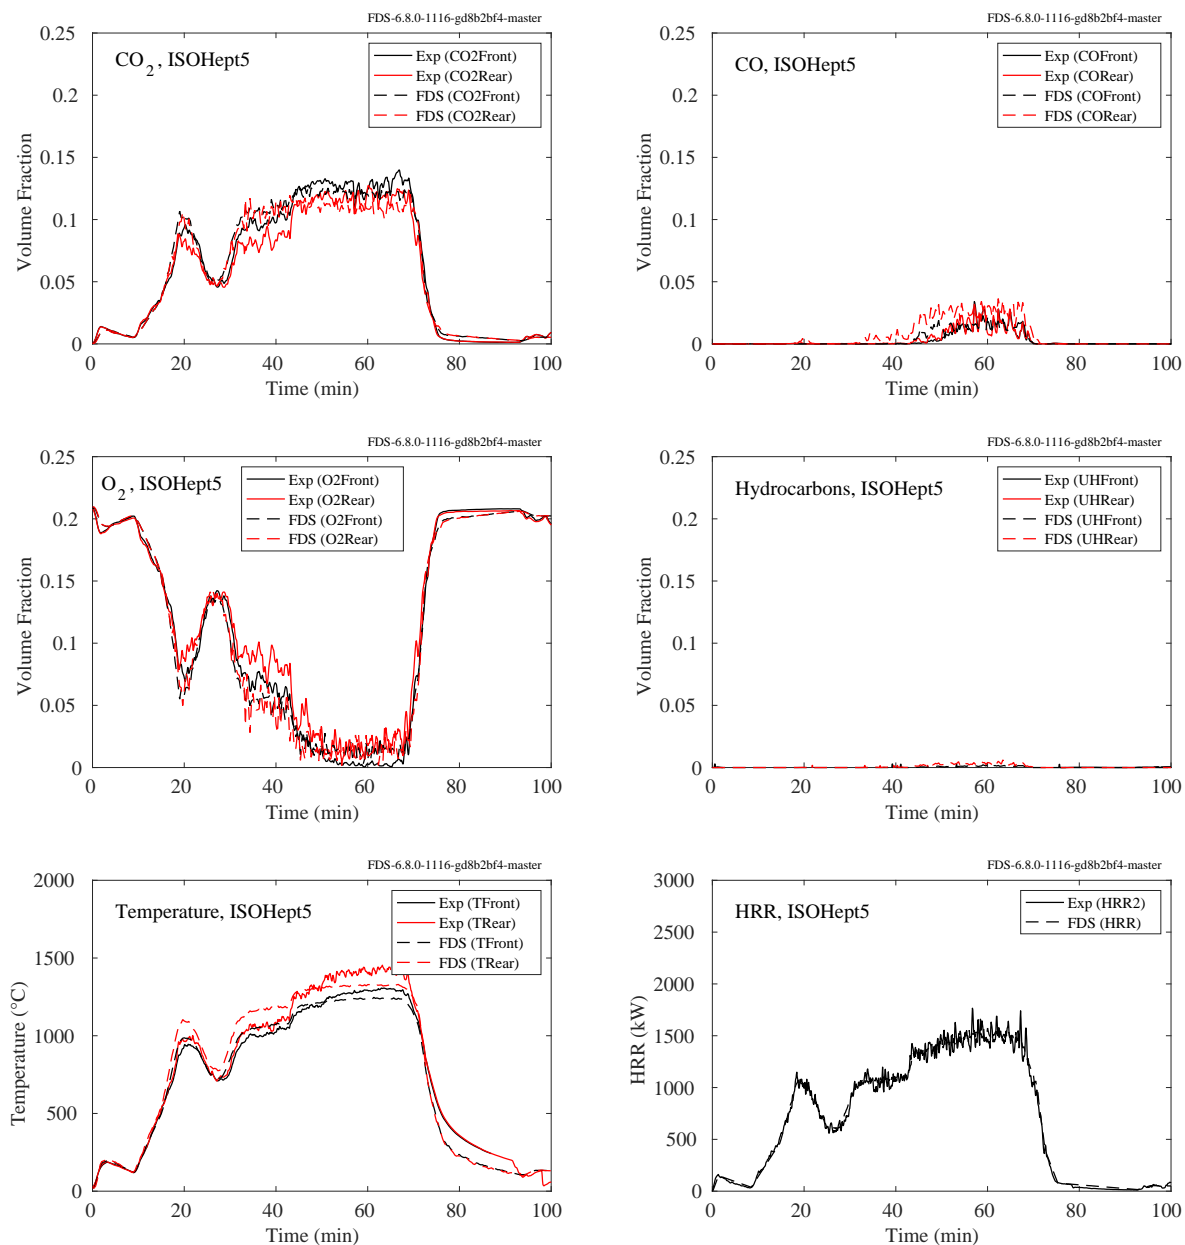 FDS-6.8.0-1116-gd8b2bf4-master
CO2, ISOHept5
Exp (CO2Front)
Exp (CO2Rear)
FDS (CO2Front)
FDS (CO2Rear)
0.25
0.2
0.15
0.1
0.05
0
Volume Fraction
0 20 40 60 80 100
Time (min)
FDS-6.8.0-1116-gd8b2bf4-master
CO, ISOHept5
Exp (COFront)
Exp (CORear)
FDS (COFront)
FDS (CORear)
0.25
0.2
0.15
0.1
0.05
0
Volume Fraction
0 20 40 60 80 100
Time (min)
FDS-6.8.0-1116-gd8b2bf4-master
O2, ISOHept5
Exp (O2Front)
Exp (O2Rear)
FDS (O2Front)
FDS (O2Rear)
0.25
0.2
0.15
0.1
0.05
0
Volume Fraction
0 20 40 60 80 100
Time (min)
FDS-6.8.0-1116-gd8b2bf4-master
Hydrocarbons, ISOHept5
Exp (UHFront)
Exp (UHRear)
FDS (UHFront)
FDS (UHRear)
0.25
0.2
0.15
0.1
0.05
0
Volume Fraction
0 20 40 60 80 100
Time (min)
FDS-6.8.0-1116-gd8b2bf4-master
Temperature, ISOHept5
Exp (TFront)
Exp (TRear)
FDS (TFront)
FDS (TRear)
2000
1500
1000
500
0
Temperature (°C)
0 20 40 60 80 100
Time (min)
FDS-6.8.0-1116-gd8b2bf4-master
HRR, ISOHept5
Exp (HRR2)
FDS (HRR)
3000
2500
2000
1500
1000
500
0
HRR (kW)
0 20 40 60 80 100
Time (min)